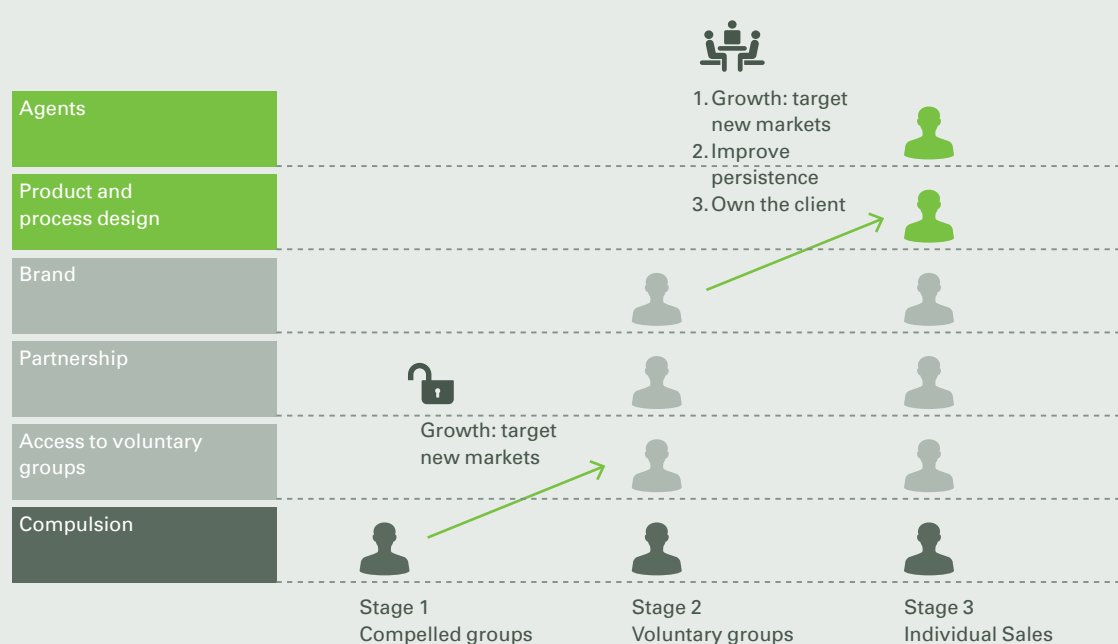 1. Growth: target
new markets
2. Improve
persistence
3. Own the client
Agents
Product and
process design
Brand
Partnership
Growth: target
new markets
Access to voluntary
groups
Compulsion
Stage 1
Compelled groups
Stage 2
Voluntary groups
Stage 3
Individual Sales